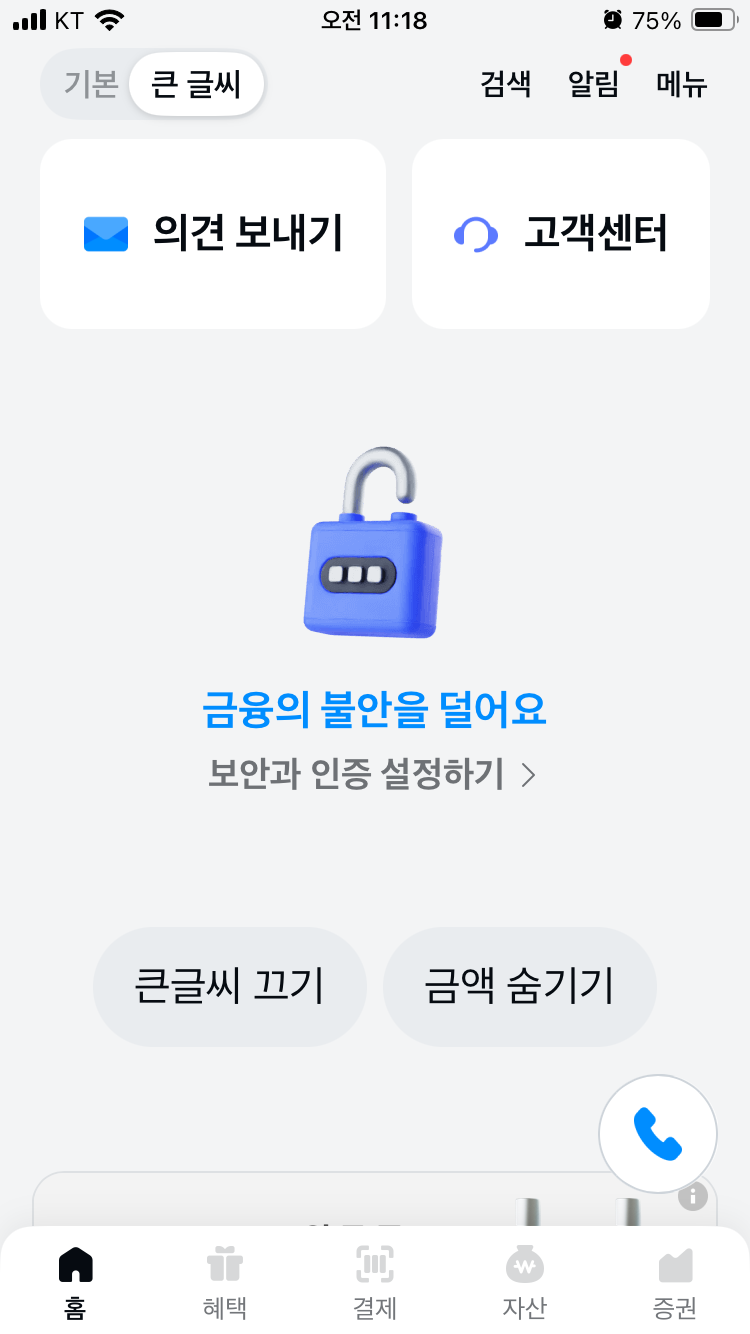 KT 오전 11:18 75%
기본 큰 글씨 검색 알림 메뉴
의견 보내기 고객센터
금융의 불안을 덜어요
보안과 인증 설정하기
큰글씨 끄기 금액 숨기기
홈 혜택 결제 자산 증권